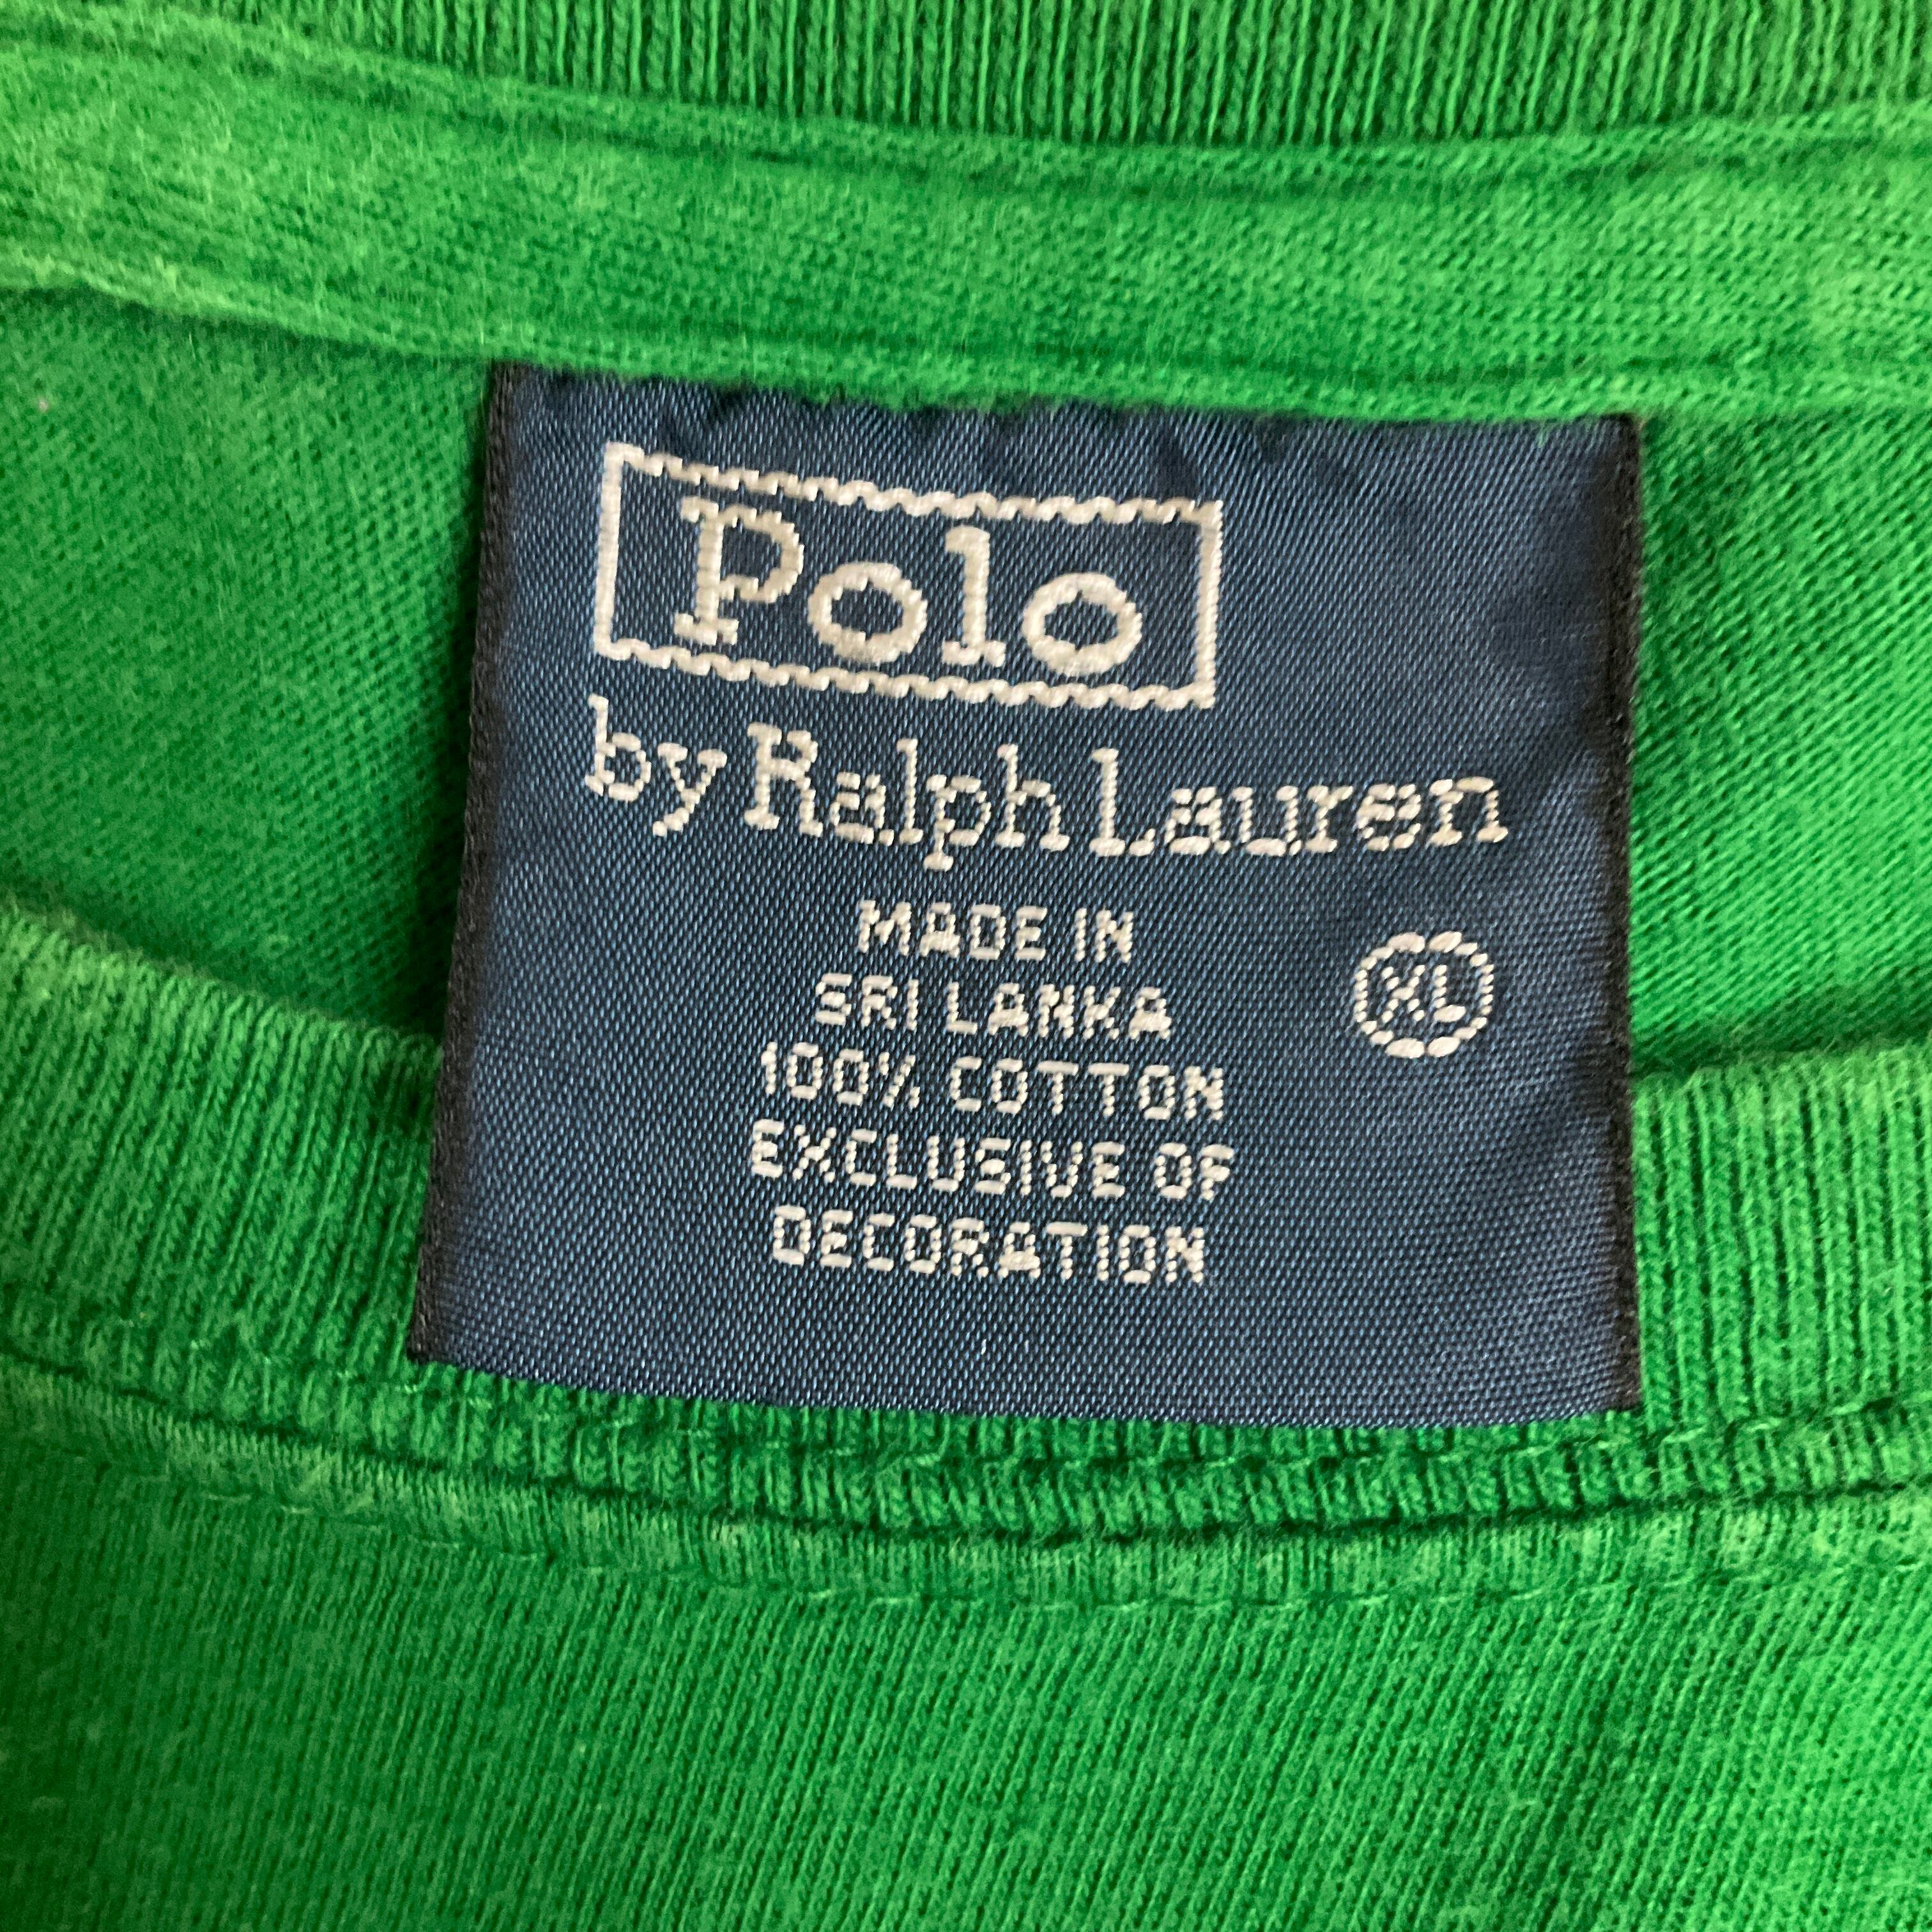 Polo
by Ralph Lauren
MADE IN
SRI LANKA
XL
100% COTTON
EXCLUSIVE OF
DECORATION